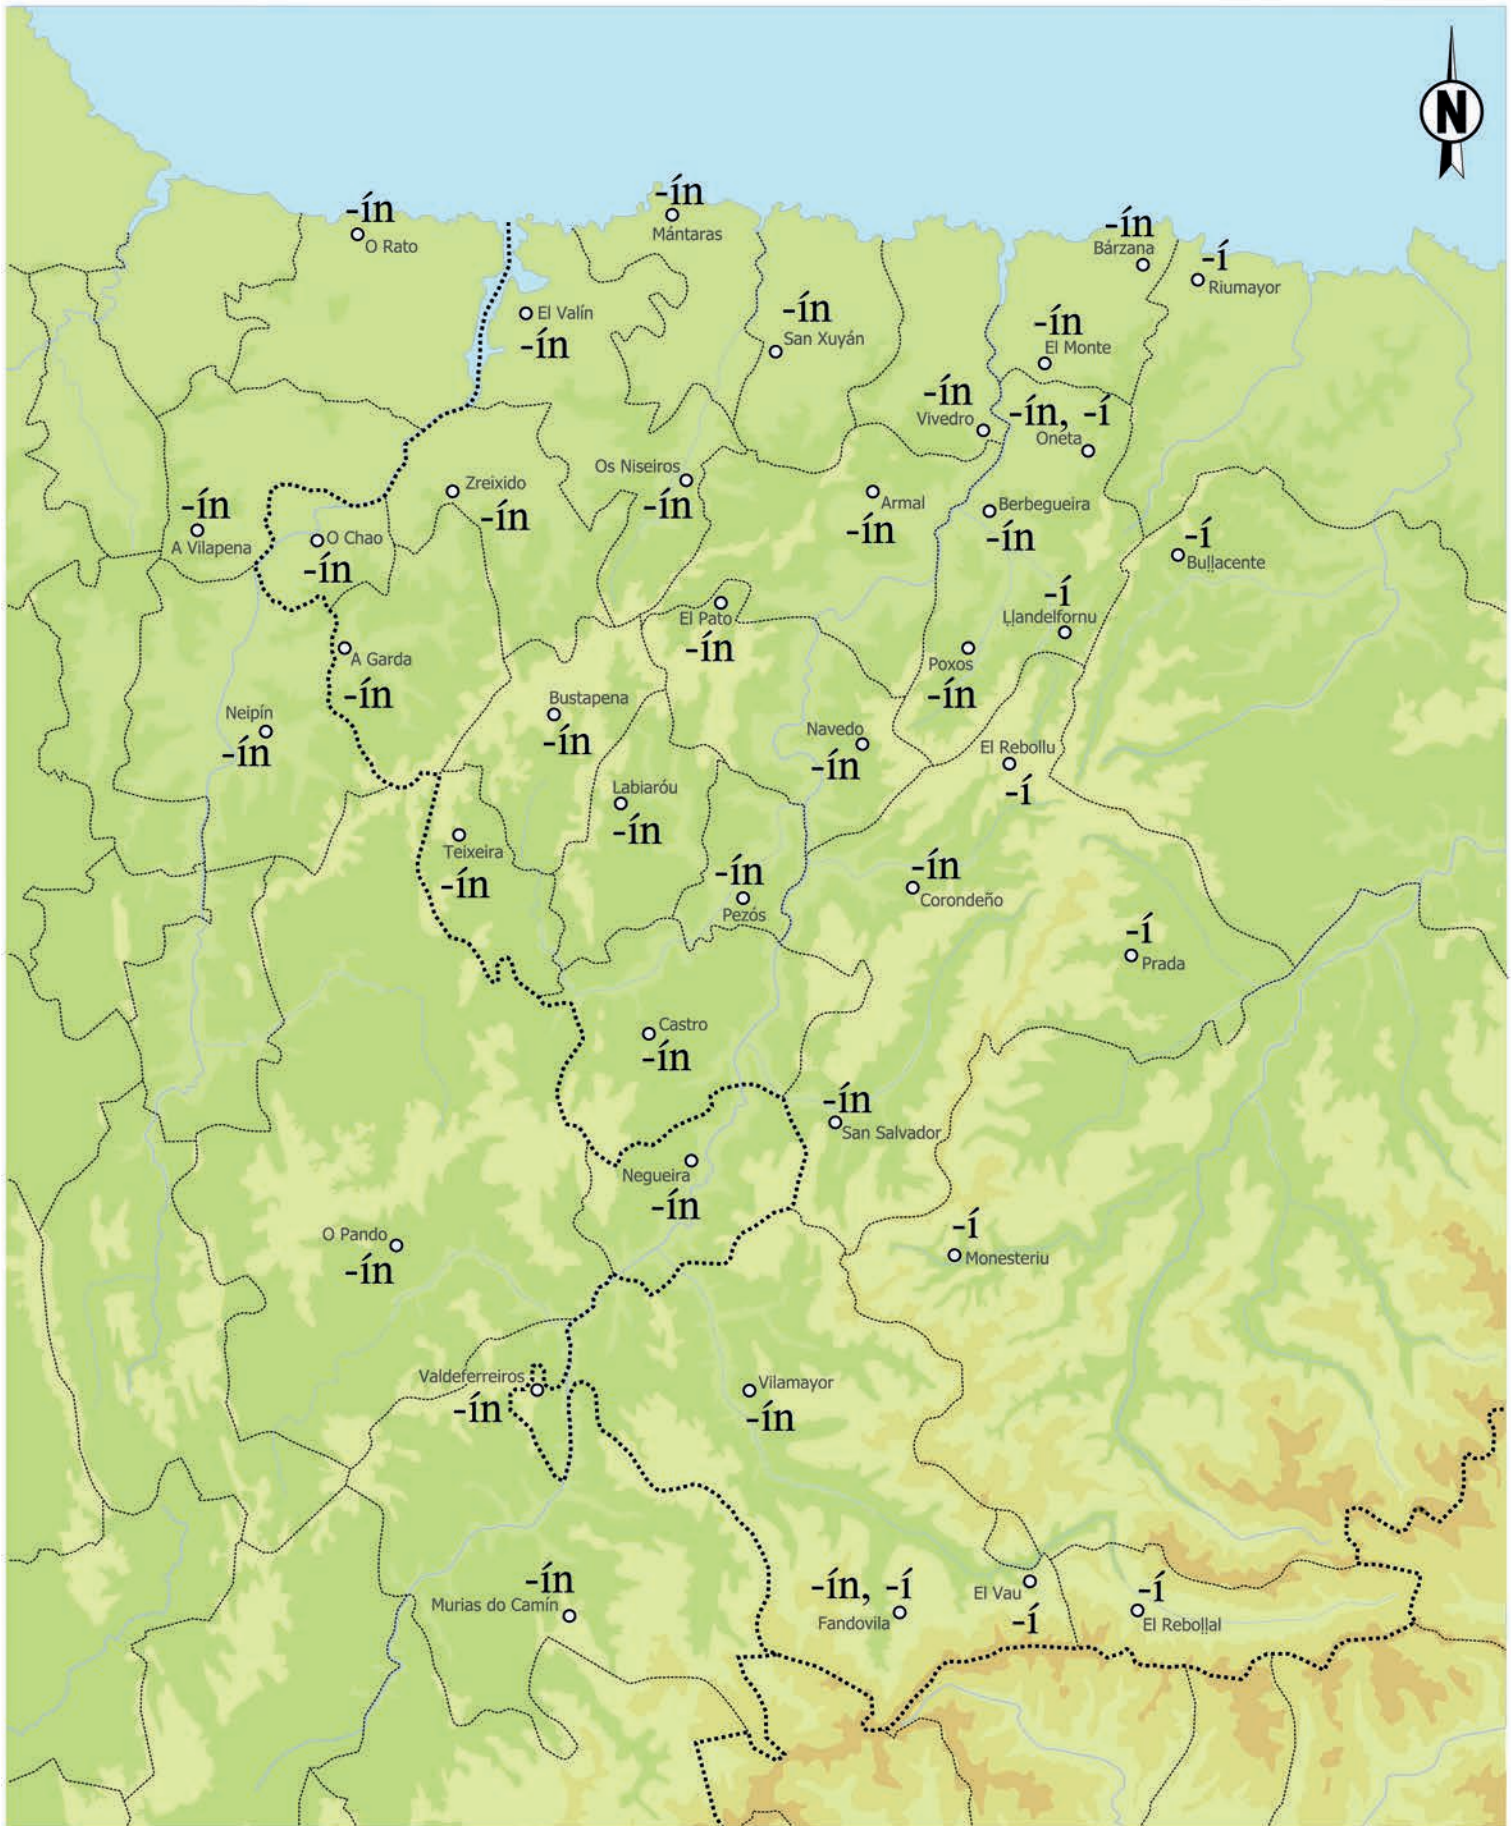 N
-ín
O Rato
-ín
Mántaras
-ín
Bárzana
-í
Riumayor
El Valín
-ín
-ín
San Xuyán
-ín
El Monte
-ín
Vivedro
-ín, -í
Oneta
Os Niseiros
-ín
Zreixido
-ín
-ín
A Vilapena
O Chao
-ín
Armal
-ín
Berbegueira
-ín
-í
Buḷḷacente
El Pato
-ín
-í
Ḷḷandelfornu
A Garda
-ín
Poxos
-ín
Bustapena
-ín
Neipín
-ín
Navedo
-ín
El Rebollu
-í
Labiaróu
-ín
Teixeira
-ín
-ín
Pezós
-ín
Corondeño
-í
Prada
Castro
-ín
-ín
San Salvador
Negueira
-ín
O Pando
-ín
-í
Monesteriu
Valdeferreiros
-ín
Vilamayor
-ín
-ín
Murias do Camín
-ín, -í
Fandovila
El Vau
-í
-í
El Reboḷḷal